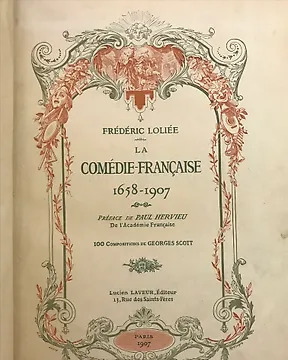 FRÉDÉRIC LOLIÉE
LA
COMÉDIE-FRANÇAISE
1658-1907
PRÉFACE DE PAUL HERVIEU
De l'Académie Française
100 COMPOSITIONS DE GEORGES SCOTT
LUCIEN LAVEUR, Éditeur
13, Rue des Saints-Pères
PARIS
1907